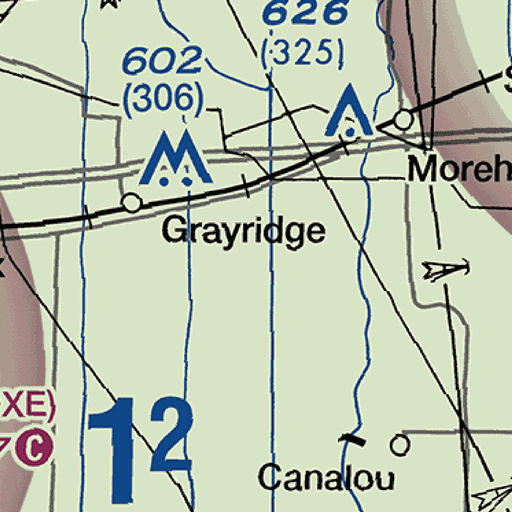 626
(325)
602
(306)
S
Moreh
Grayridge
x
XE)
C
12
Canalou